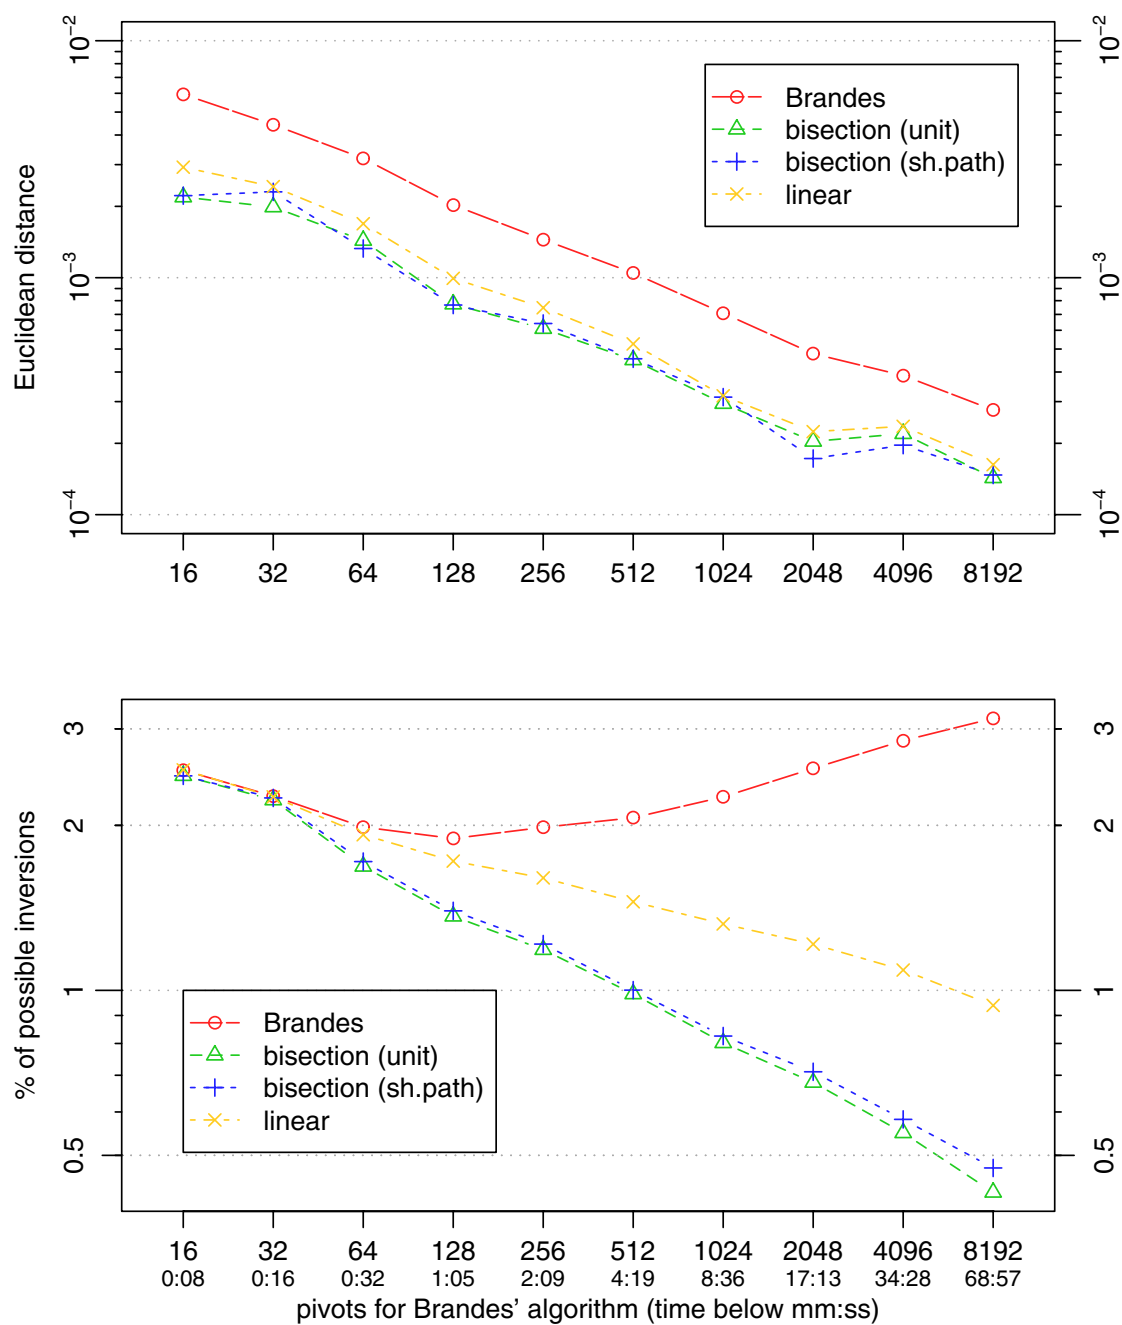 10⁻² 10⁻²
Brandes
bisection (unit)
bisection (sh.path)
linear
Euclidean distance
10⁻³ 10⁻³
10⁻⁴ 10⁻⁴
16 32 64 128 256 512 1024 2048 4096 8192
3 3
2 2
% of possible inversions
1 1
Brandes
bisection (unit)
bisection (sh.path)
linear
0.5 0.5
16 32 64 128 256 512 1024 2048 4096 8192
0:08 0:16 0:32 1:05 2:09 4:19 8:36 17:13 34:28 68:57
pivots for Brandes' algorithm (time below mm:ss)